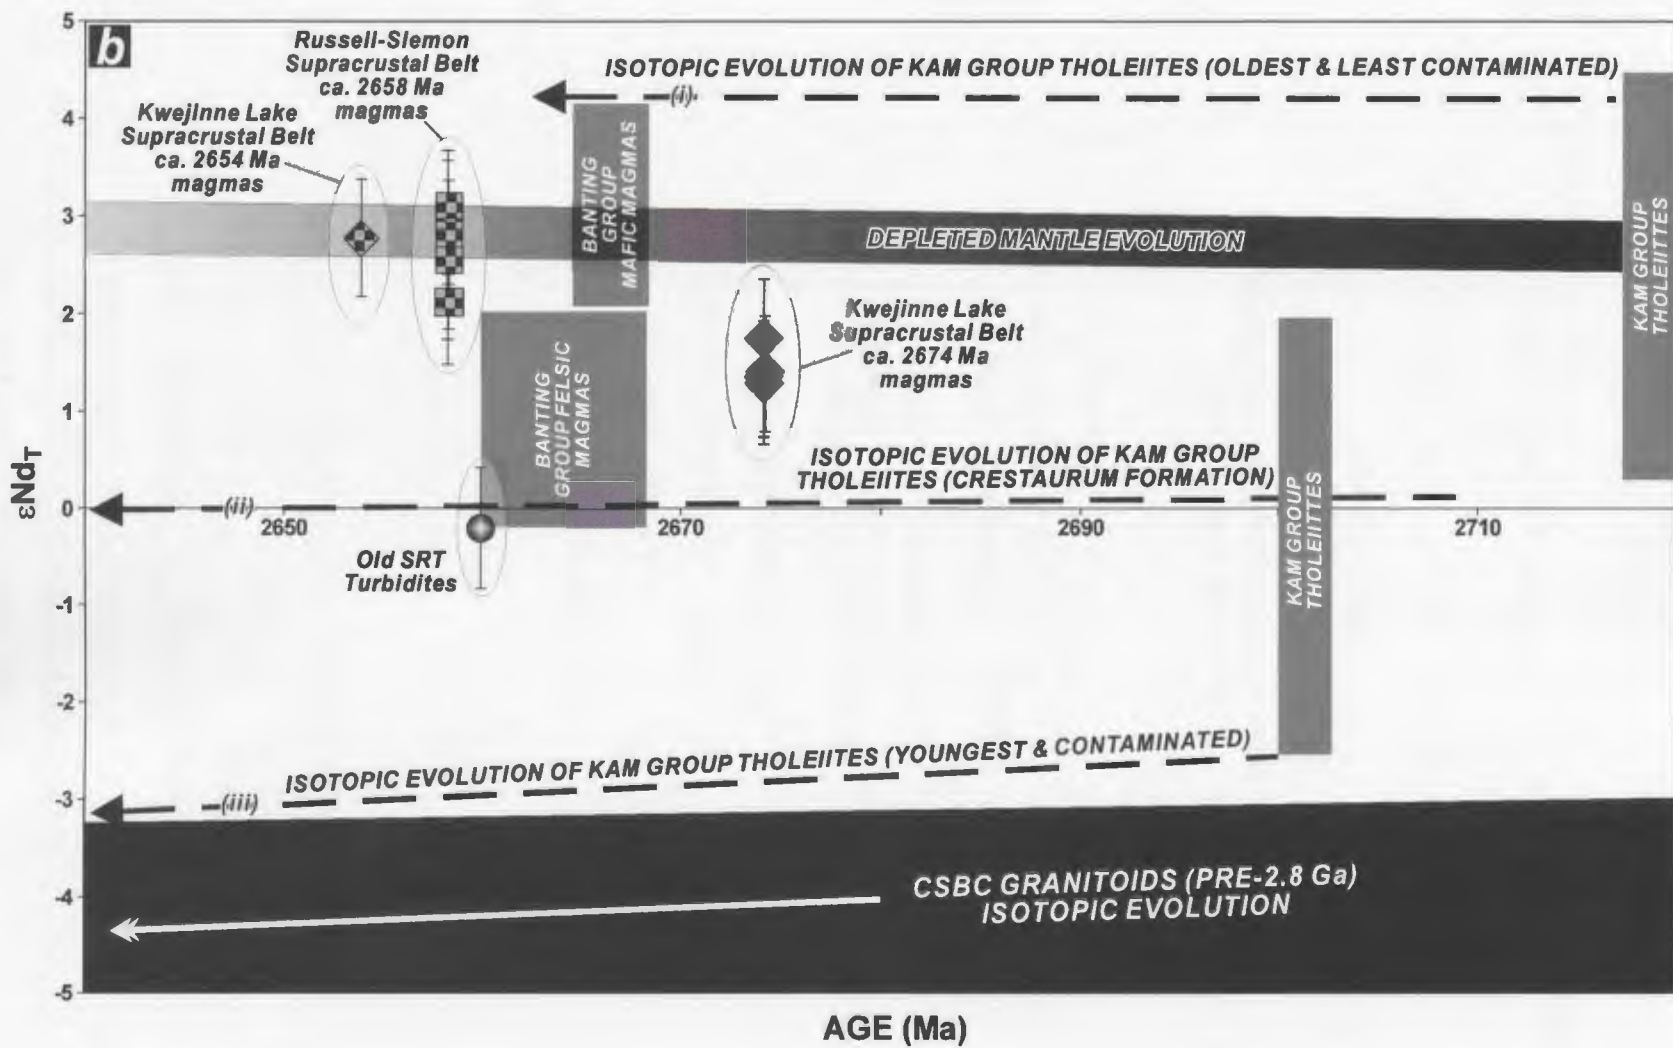 b
Russell-Slemon
Supracrustal Belt
ca. 2658 Ma
magmas
Kwejinne Lake
Supracrustal Belt
ca. 2654 Ma
magmas
ISOTOPIC EVOLUTION OF KAM GROUP THOLEIITES (OLDEST & LEAST CONTAMINATED)
(i)
BANTING
GROUP
MAFIC MAGMAS
KAM GROUP
THOLEIITTES
DEPLETED MANTLE EVOLUTION
Kwejinne Lake
Supracrustal Belt
ca. 2674 Ma
magmas
BANTING
GROUP FELSIC
MAGMAS
ISOTOPIC EVOLUTION OF KAM GROUP
THOLEIITES (CRESTAURUM FORMATION)
(ii)
KAM GROUP
THOLEIITTES
Old SRT
Turbidites
ISOTOPIC EVOLUTION OF KAM GROUP THOLEIITES (YOUNGEST & CONTAMINATED)
(iii)
CSBC GRANITOIDS (PRE-2.8 Ga)
ISOTOPIC EVOLUTION
5
4
3
2
1
0
-1
-2
-3
-4
-5
εNdT
2650 2670 2690 2710
AGE (Ma)